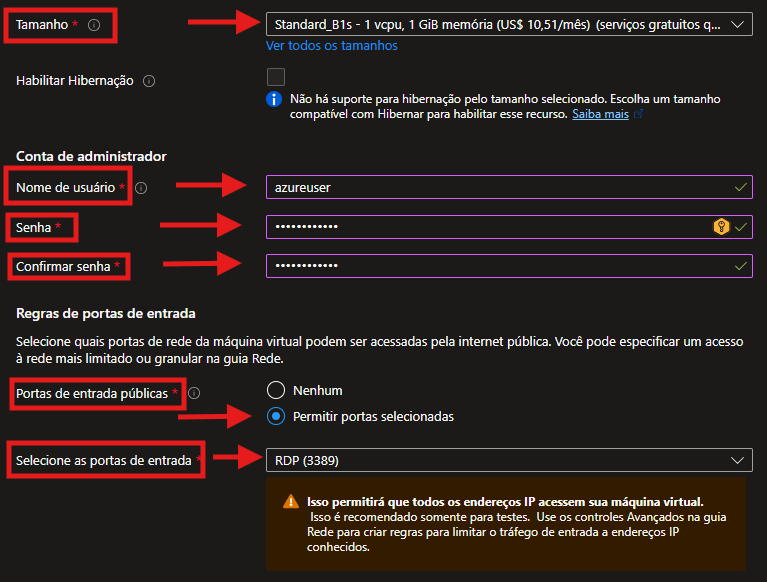 Tamanho * Standard_B1s - 1 vcpu, 1 GiB memória (US$ 10,51/mês) (serviços gratuitos q...
Ver todos os tamanhos
Habilitar Hibernação
Não há suporte para hibernação pelo tamanho selecionado. Escolha um tamanho
compatível com Hibernar para habilitar esse recurso. Saiba mais
Conta de administrador
Nome de usuário * azureuser
Senha * ••••••••••••
Confirmar senha * ••••••••••••
Regras de portas de entrada
Selecione quais portas de rede da máquina virtual podem ser acessadas pela internet pública. Você pode especificar um acesso
à rede mais limitado ou granular na guia Rede.
Portas de entrada públicas * Nenhum
Permitir portas selecionadas
Selecione as portas de entrada * RDP (3389)
Isso permitirá que todos os endereços IP acessem sua máquina virtual.
Isso é recomendado somente para testes. Use os controles Avançados na guia
Rede para criar regras para limitar o tráfego de entrada a endereços IP
conhecidos.